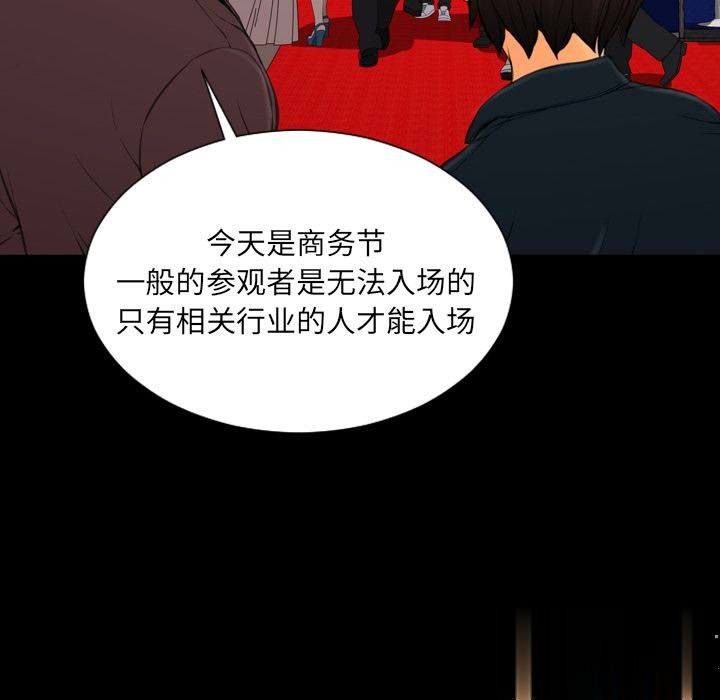 今天是商务节
一般的参观者是无法入场的
只有相关行业的人才能入场